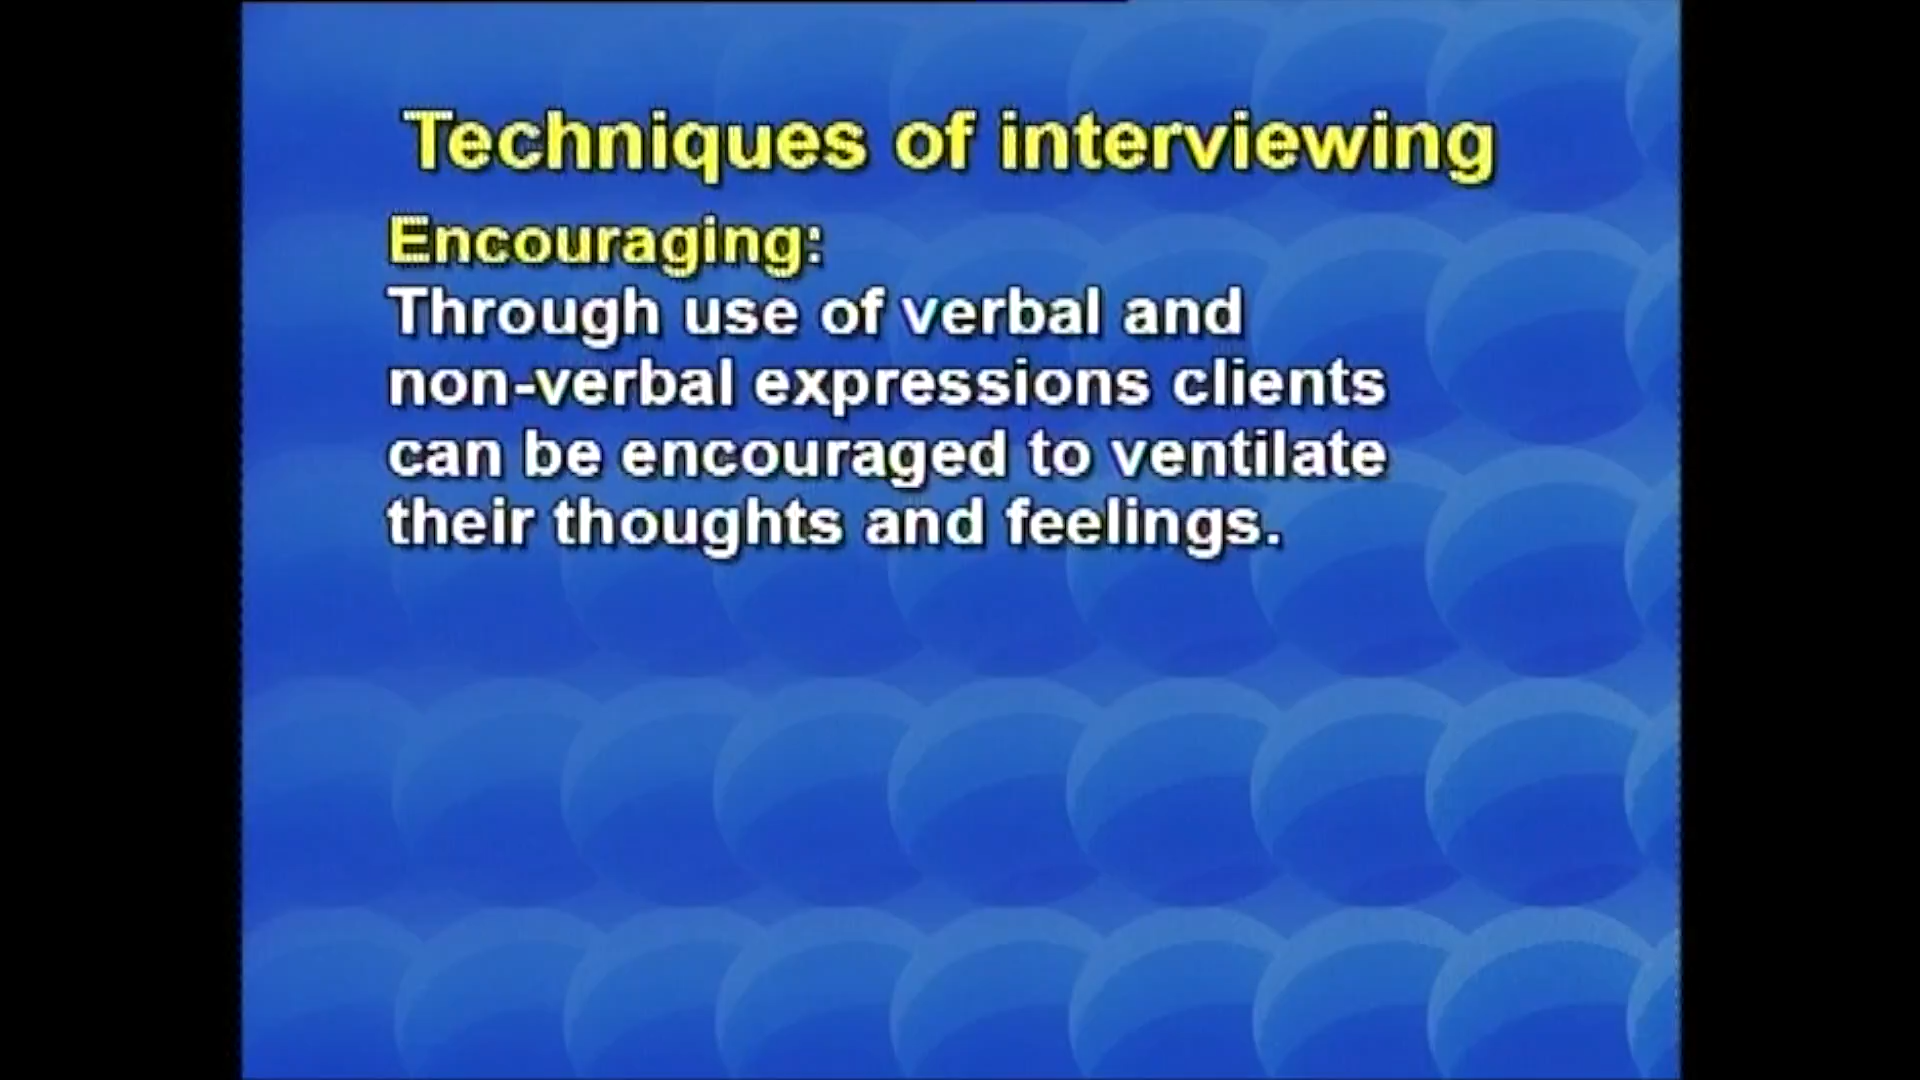 Techniques of interviewing
Encouraging:
Through use of verbal and
non-verbal expressions clients
can be encouraged to ventilate
their thoughts and feelings.